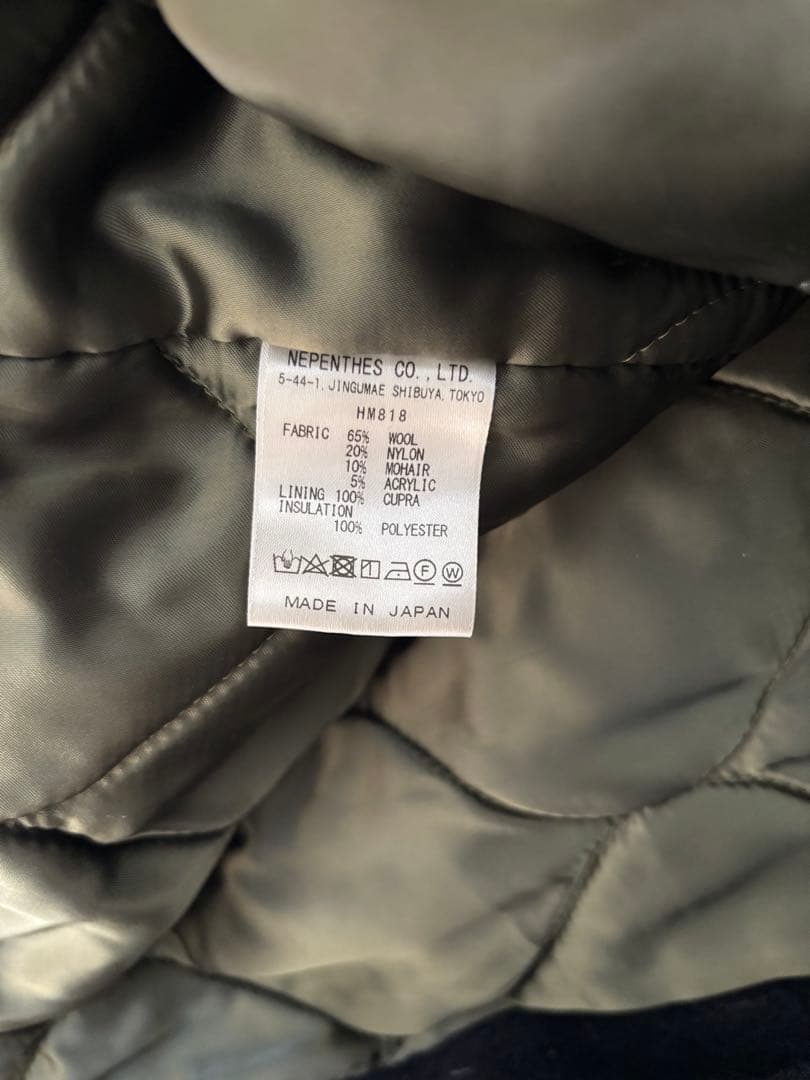 NEPENTHES CO.,LTD.
5-44-1, JINGUMAE SHIBUYA, TOKYO
HM818
FABRIC 65% WOOL
20% NYLON
10% MOHAIR
5% ACRYLIC
LINING 100% CUPRA
INSULATION
100% POLYESTER
F W
MADE IN JAPAN